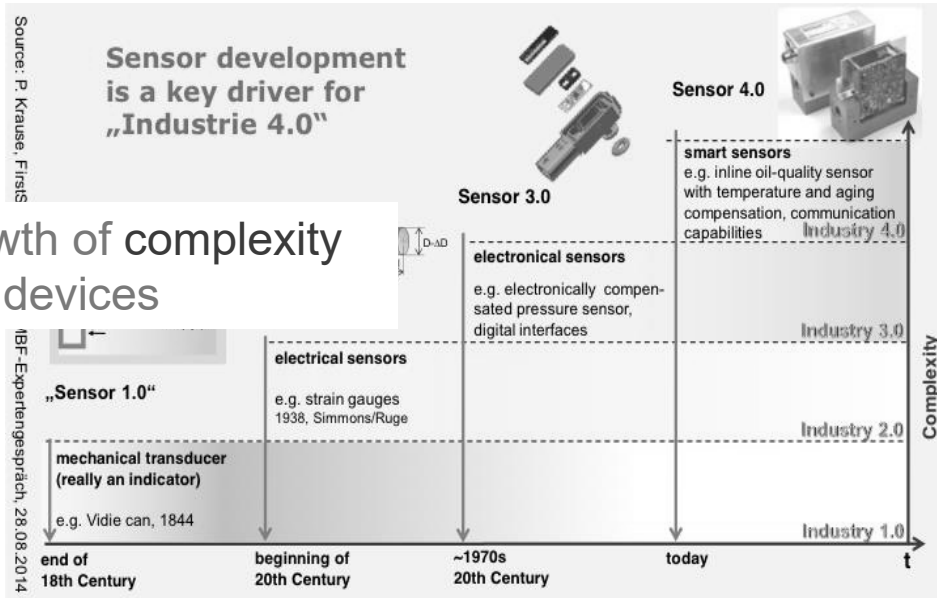 Source: P. Krause, FirstS
MBF-Expertengespräch, 28.08.2014
Sensor development
is a key driver for
„Industrie 4.0“
wth of complexity
devices
Sensor 4.0
smart sensors
e.g. inline oil-quality sensor
with temperature and aging
compensation, communication
capabilities
Industry 4.0
Sensor 3.0
D-ΔD
electronical sensors
e.g. electronically compen-
sated pressure sensor,
digital interfaces
Industry 3.0
electrical sensors
e.g. strain gauges
1938, Simmons/Ruge
Industry 2.0
„Sensor 1.0“
mechanical transducer
(really an indicator)
e.g. Vidie can, 1844
Industry 1.0
Complexity
end of
18th Century
beginning of
20th Century
~1970s
20th Century
today
t